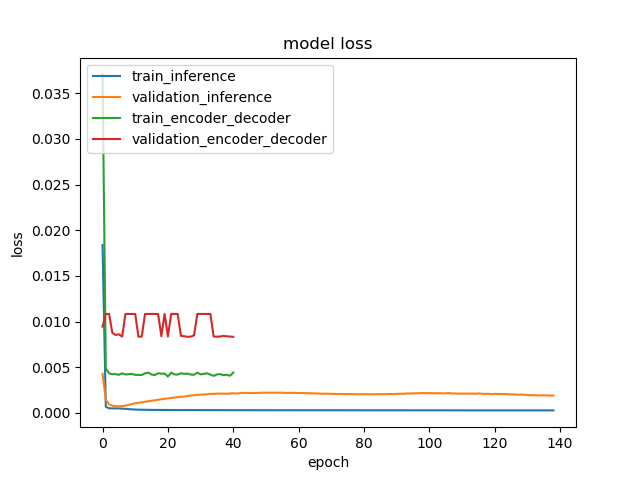 model loss
train_inference
validation_inference
train_encoder_decoder
validation_encoder_decoder
0.035
0.030
0.025
0.020
0.015
0.010
0.005
0.000
loss
0 20 40 60 80 100 120 140
epoch